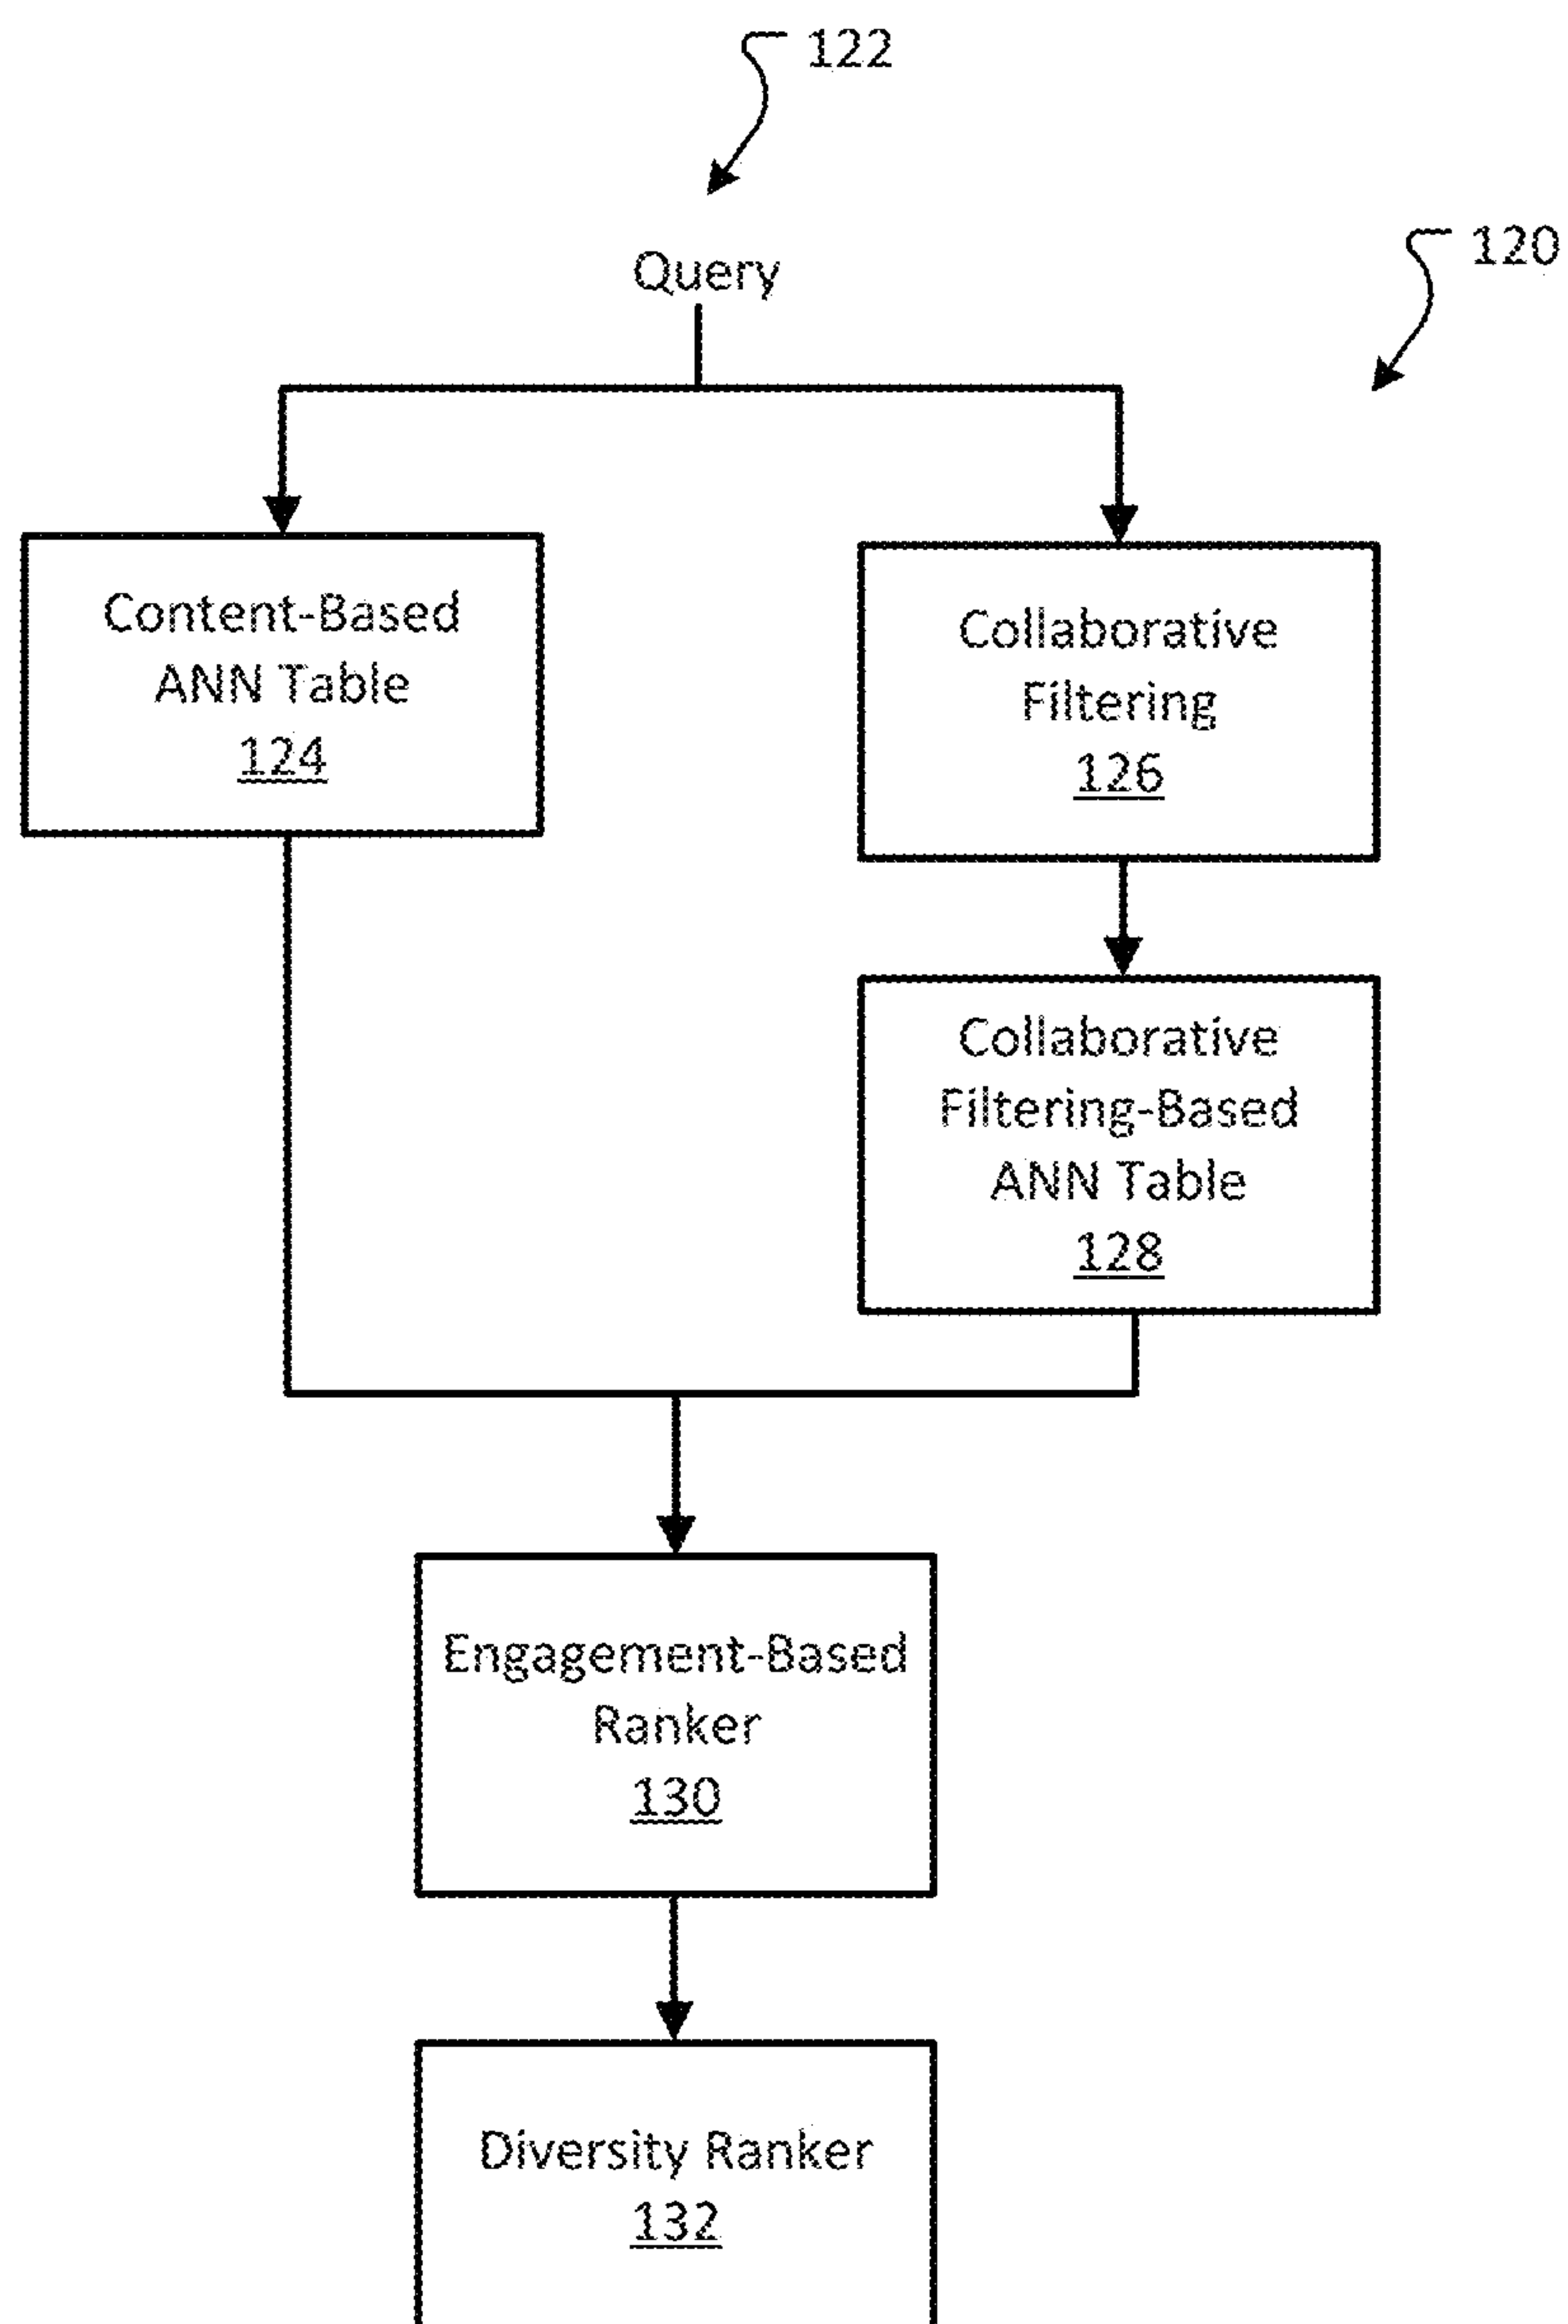 122
120
Query
Content-Based
ANN Table
124
Collaborative
Filtering
126
Collaborative
Filtering-Based
ANN Table
128
Engagement-Based
Ranker
130
Diversity Ranker
132